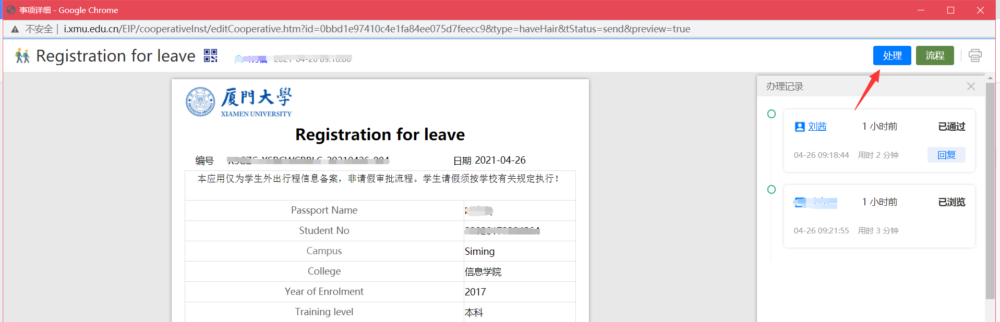 事项详细 - Google Chrome
不安全 | i.xmu.edu.cn/EIP/cooperativeInst/editCooperative.htm?id=0bbd1e97410c4e1fa84ee075d7feecc9&type=haveHair&tStatus=send&preview=true
Registration for leave
处理 流程
办理记录
厦門大學
XIAMEN UNIVERSITY
Registration for leave
编号
日期 2021-04-26
本应用仅为学生外出行程信息备案，非请假审批流程。学生请假须按学校有关规定执行！
Passport Name
Student No
Campus Siming
College 信息学院
Year of Enrolment 2017
Training level 本科
刘茜 1 小时前 已通过
04-26 09:18:44 用时 2 分钟 回复
1 小时前 已浏览
04-26 09:21:55 用时 3 分钟